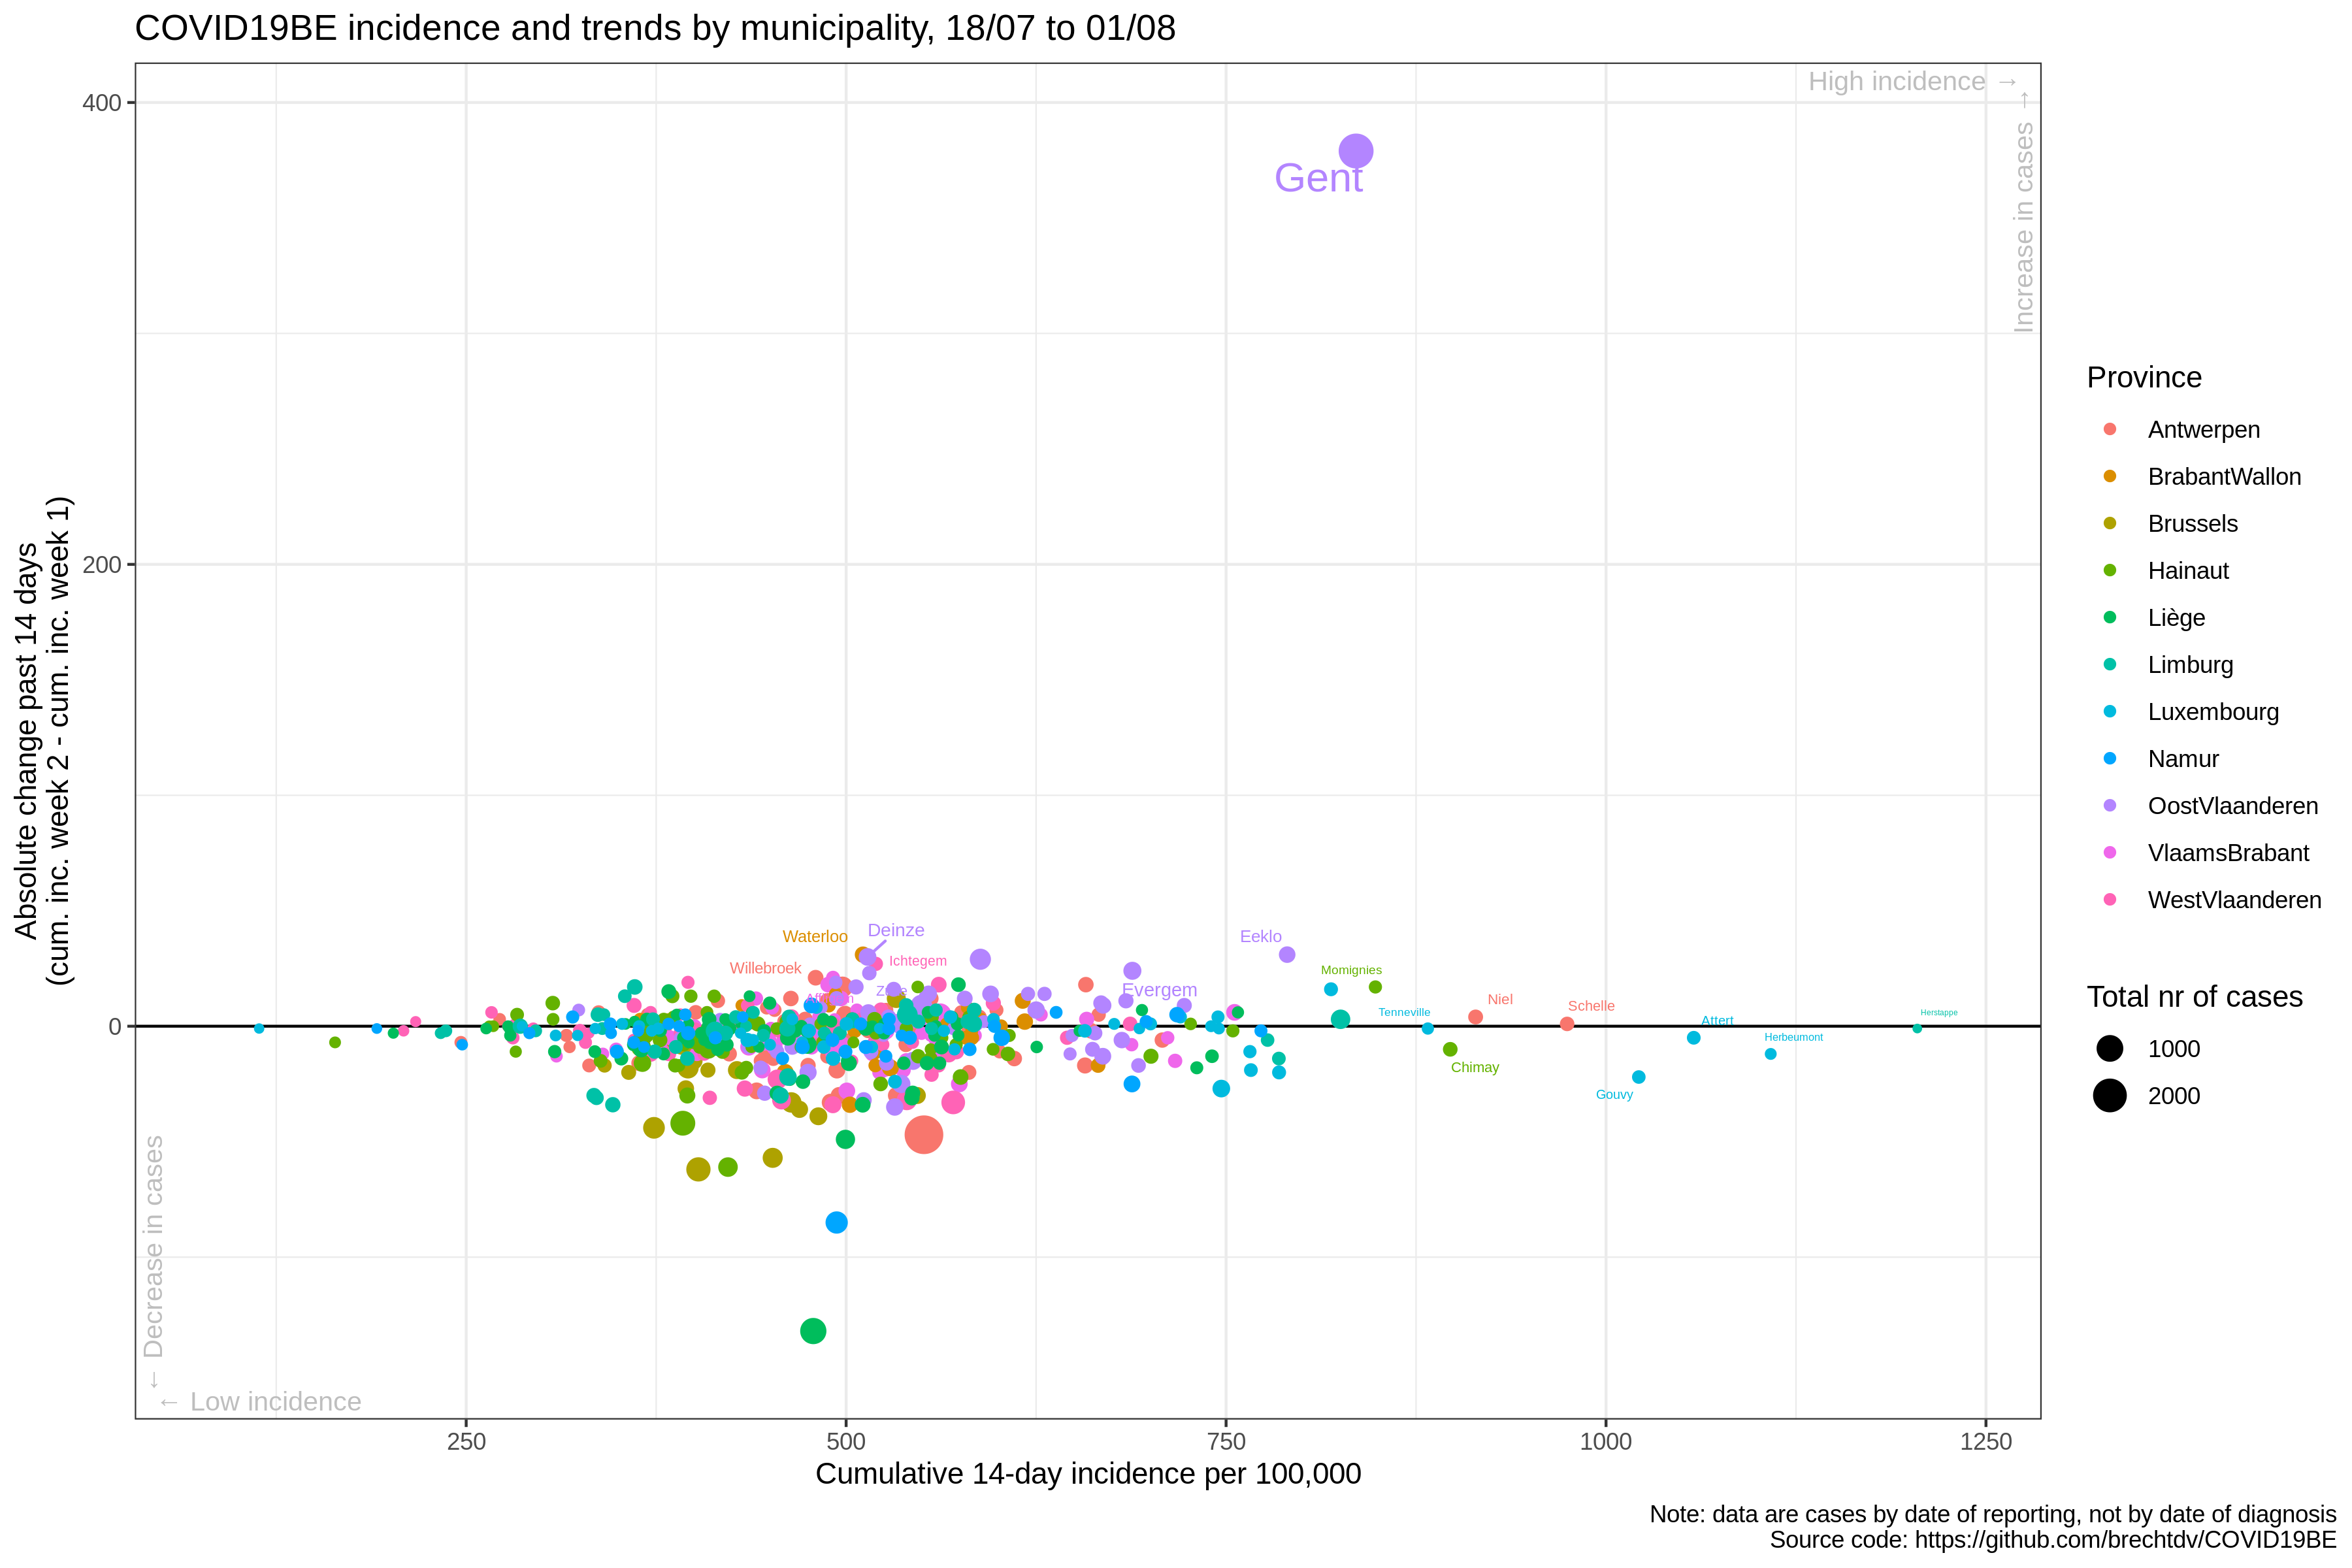 COVID19BE incidence and trends by municipality, 18/07 to 01/08
High incidence →
Increase in cases →
Gent
400
200
0
Absolute change past 14 days
(cum. inc. week 2 - cum. inc. week 1)
Waterloo
Deinze
Eeklo
Willebroek
Ichtegem
Momignies
Evergem
Niel
Schelle
Tenneville
Attert
Herstappe
Herbeumont
Chimay
Gouvy
← Decrease in cases
← Low incidence
250
500
750
1000
1250
Cumulative 14-day incidence per 100,000
Province
Antwerpen
BrabantWallon
Brussels
Hainaut
Liège
Limburg
Luxembourg
Namur
OostVlaanderen
VlaamsBrabant
WestVlaanderen
Total nr of cases
1000
2000
Note: data are cases by date of reporting, not by date of diagnosis
Source code: https://github.com/brechtdv/COVID19BE